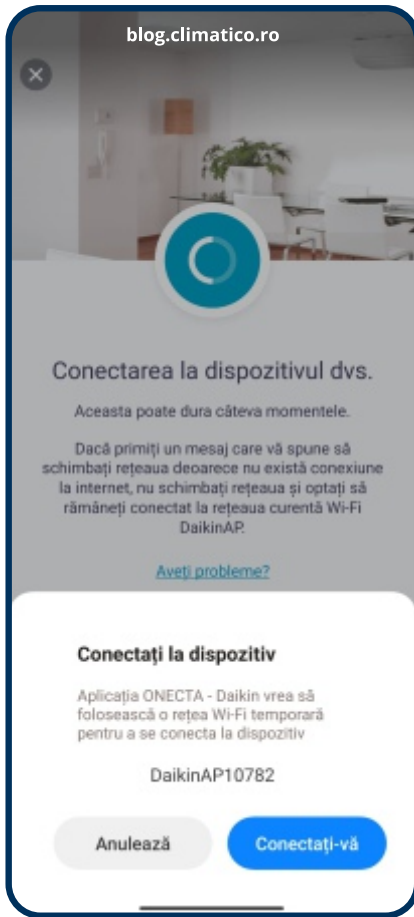 blog.climatico.ro
Conectarea la dispozitivul dvs.
Aceasta poate dura câteva momentele.
Dacă primiți un mesaj care vă spune să
schimbați rețeaua deoarece nu există conexiune
la internet, nu schimbați rețeaua și optați să
rămâneți conectat la rețeaua curentă Wi-Fi
DaikinAP.
Aveți probleme?
Conectați la dispozitiv
Aplicația ONECTA - Daikin vrea să
folosească o rețea Wi-Fi temporară
pentru a se conecta la dispozitiv
DaikinAP10782
Anulează
Conectați-vă